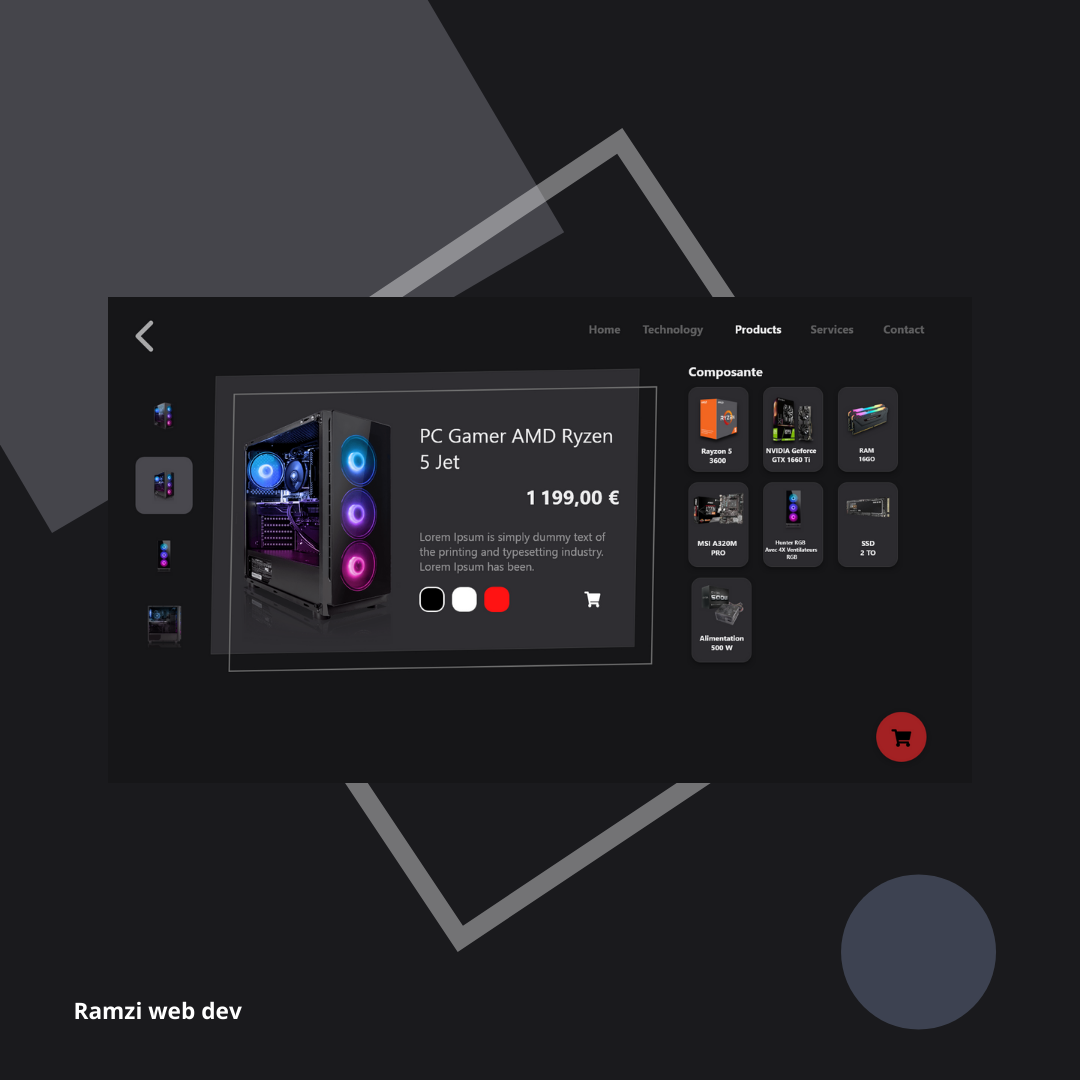 Home Technology Products Services Contact
Composante
PC Gamer AMD Ryzen
5 Jet
1 199,00 €
Lorem Ipsum is simply dummy text of
the printing and typesetting industry.
Lorem Ipsum has been.
Rayzon 5
3600
NVIDIA Geforce
GTX 1660 Ti
RAM
16GO
MSI A320M
PRO
Hunter RGB
Avec 4X Ventilateurs
RGB
SSD
2 TO
Alimentation
500 W
Ramzi web dev